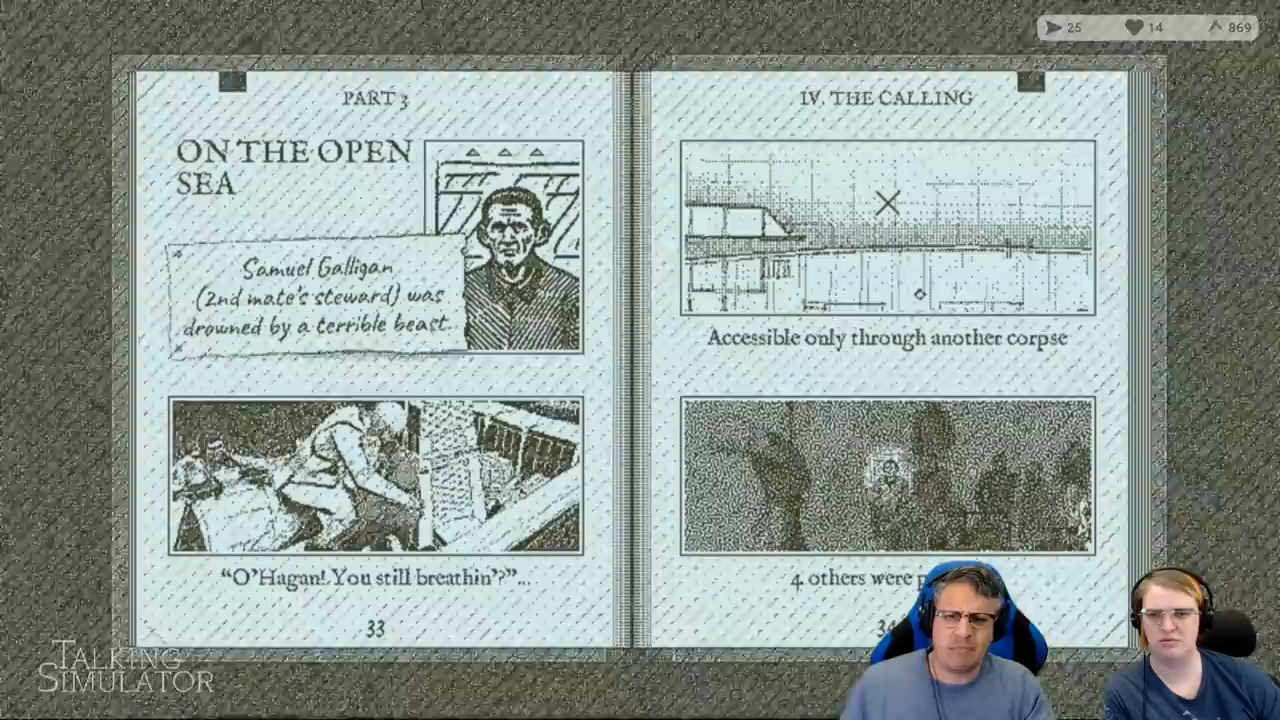 25 14 869
PART 3
ON THE OPEN
SEA
Samuel Galligan
(2nd mate's steward) was
drowned by a terrible beast.
"O'Hagan! You still breathin'?"...
33
IV. THE CALLING
Accessible only through another corpse
4 others were
34
TALKING
SIMULATOR